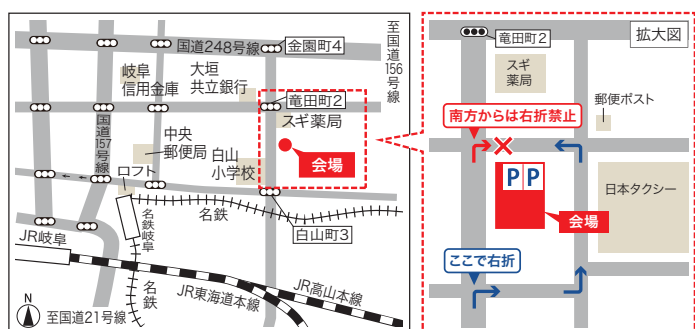 国道248号線
金園町4
至国道156号線
岐阜
信用金庫
大垣
共立銀行
竜田町2
スギ薬局
国道157号線
中央
郵便局
白山
小学校
会場
ロフト
名鉄岐阜
名鉄
白山町3
JR岐阜
名鉄
JR東海道本線
JR高山本線
N
至国道21号線
竜田町2
拡大図
スギ
薬局
郵便ポスト
南方からは右折禁止
P P
日本タクシー
会場
ここで右折